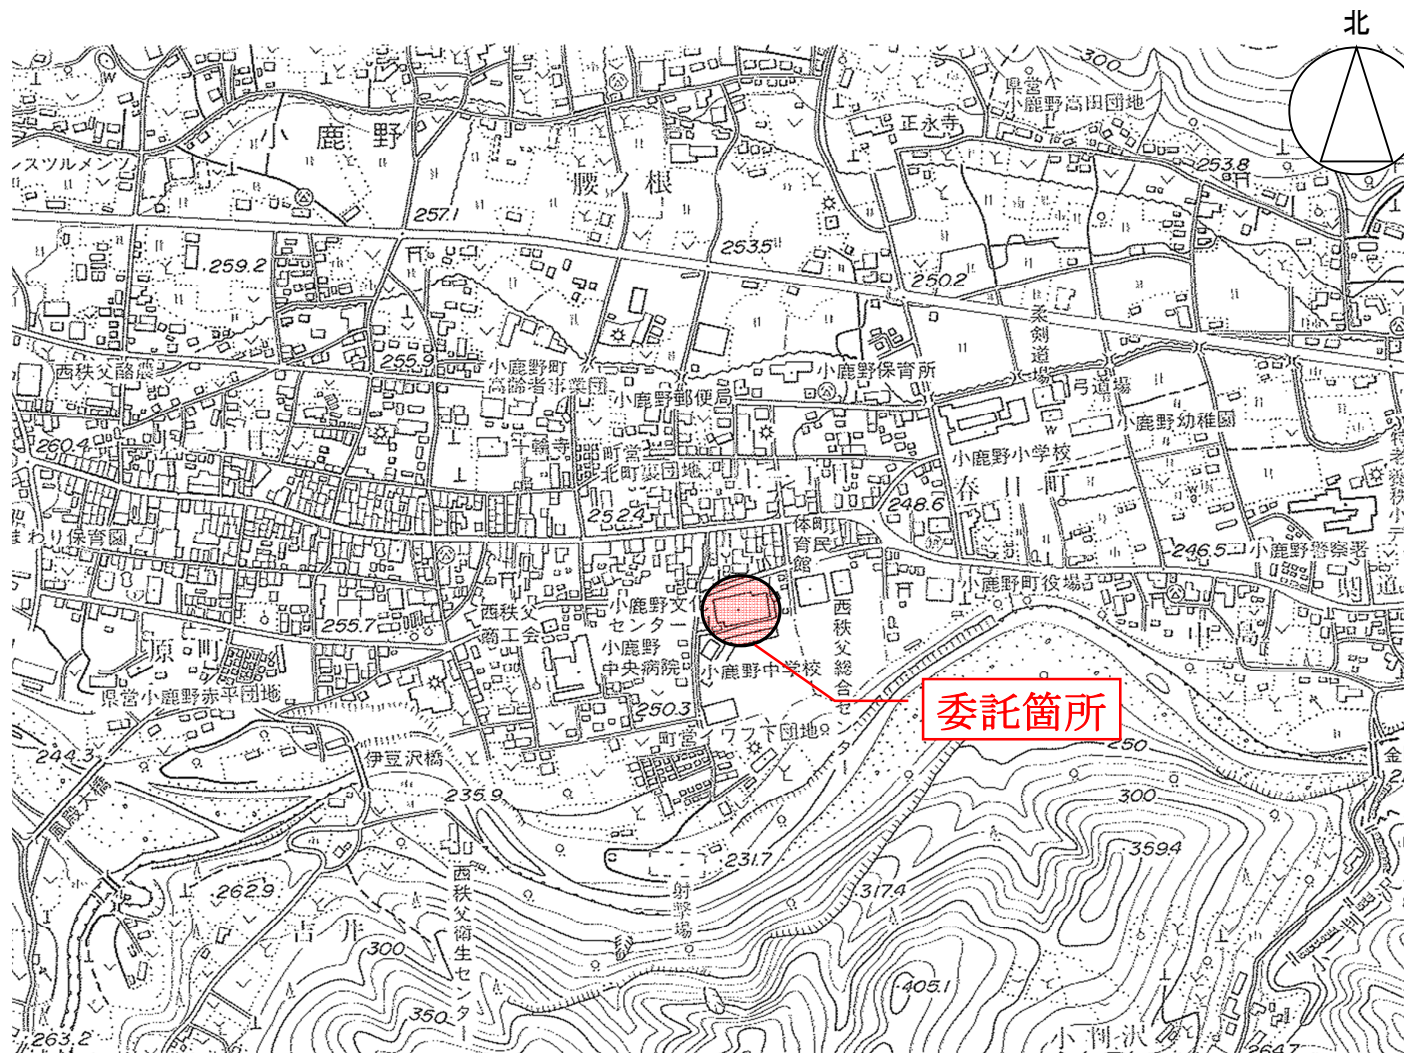 北
300
県営
小鹿野高田団地
正永寺
小鹿野
253.8
腰ノ根
257.1
253.5
259.2
250.2
柔剣道場
255.9
西秩父酪農
小鹿野町
高齢者事業団
小鹿野保育所
小鹿野郵便局
弓道場
小鹿野幼稚園
260.4
十輪寺
町営
北町裏団地
小鹿野小学校
春日町
248.6
252.4
町民
体育館
まわり保育園
246.5
小鹿野警察署
小鹿野町役場
西秩父
商工会
小鹿野文化
センター
西秩父総合センター
255.7
原町
小鹿野
中央病院
小鹿野中学校
県営小鹿野赤平団地
250.3
委託箇所
町営イワフ下団地
244.3
伊豆沢橋
250
235.9
300
359.4
231.7
317.4
262.9
射撃場
西秩父衛生センター
吉ノ井
300
405.1
350
263.2
小判沢
264.7